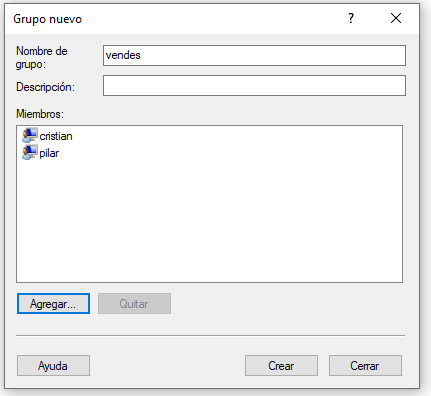 Grupo nuevo
?
Nombre de
grupo:
vendes
Descripción:
Miembros:
cristian
pilar
Agregar...
Quitar
Ayuda
Crear
Cerrar